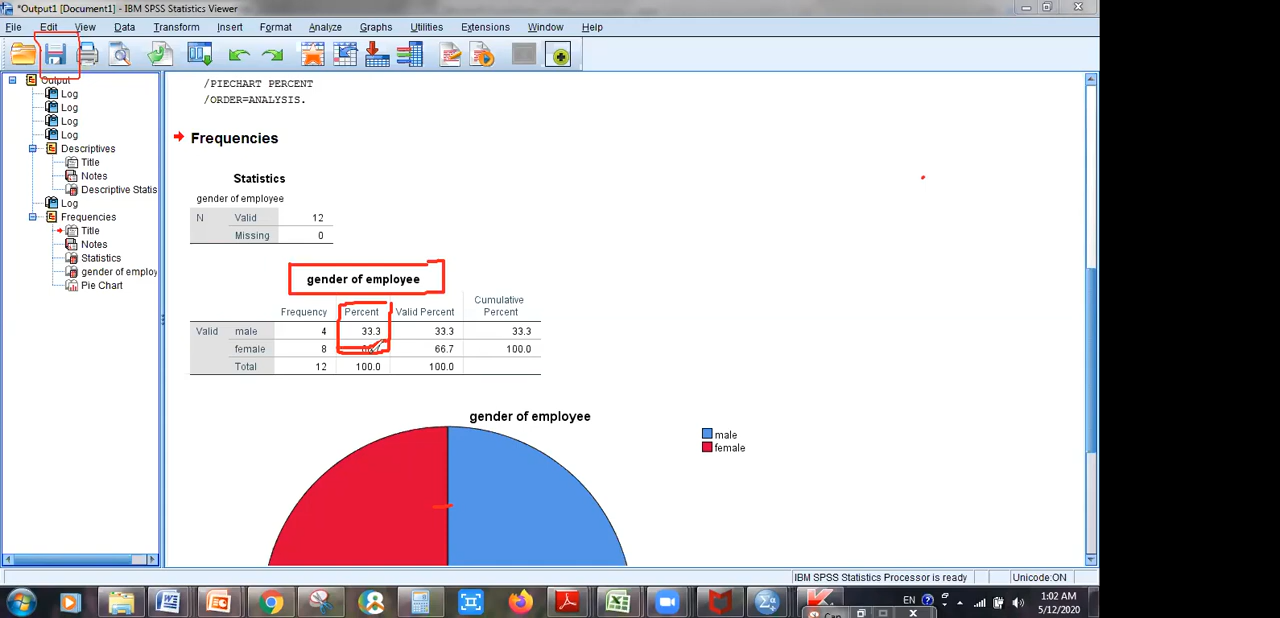 *Output1 [Document1] - IBM SPSS Statistics Viewer
File Edit View Data Transform Insert Format Analyze Graphs Utilities Extensions Window Help
Output
Log
Log
Log
Log
Descriptives
Title
Notes
Descriptive Statis
Log
Frequencies
Title
Notes
Statistics
gender of employ
Pie Chart
/PIECHART PERCENT
/ORDER=ANALYSIS.
Frequencies
Statistics
gender of employee
N Valid 12
Missing 0
gender of employee
Frequency Percent Valid Percent Cumulative Percent
Valid male 4 33.3 33.3 33.3
female 8 66.7 100.0
Total 12 100.0 100.0
gender of employee
male
female
IBM SPSS Statistics Processor is ready Unicode:ON
EN 1:02 AM
5/12/2020